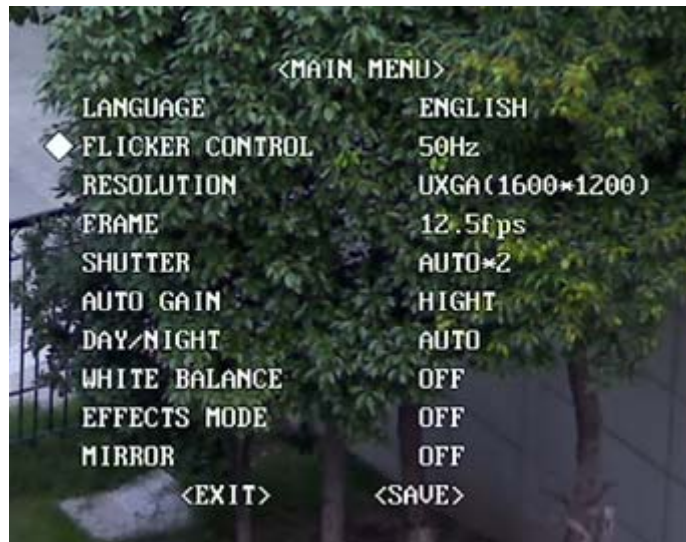 <MAIN MENU>
LANGUAGE ENGLISH
FLICKER CONTROL 50Hz
RESOLUTION UXGA(1600*1200)
FRAME 12.5fps
SHUTTER AUTO*2
AUTO GAIN HIGHT
DAY/NIGHT AUTO
WHITE BALANCE OFF
EFFECTS MODE OFF
MIRROR OFF
<EXIT> <SAVE>